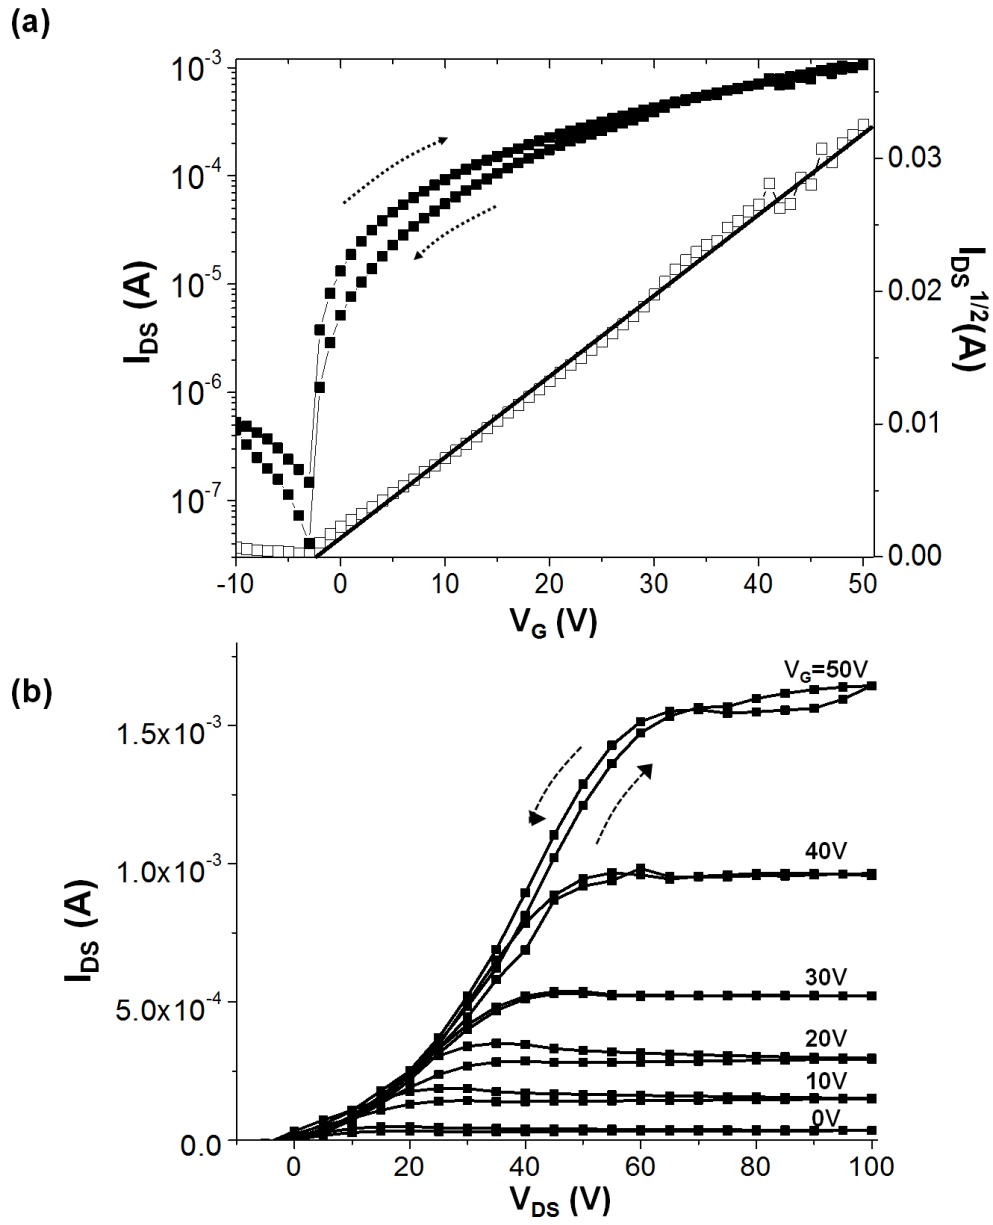 (a)
10⁻³
10⁻⁴
10⁻⁵
10⁻⁶
10⁻⁷
I_DS (A)
0.03
0.02
0.01
0.00
I_DS^1/2(A)
-10 0 10 20 30 40 50
V_G (V)
(b)
V_G=50V
40V
30V
20V
10V
0V
1.5x10⁻³
1.0x10⁻³
5.0x10⁻⁴
0.0
I_DS (A)
0 20 40 60 80 100
V_DS (V)